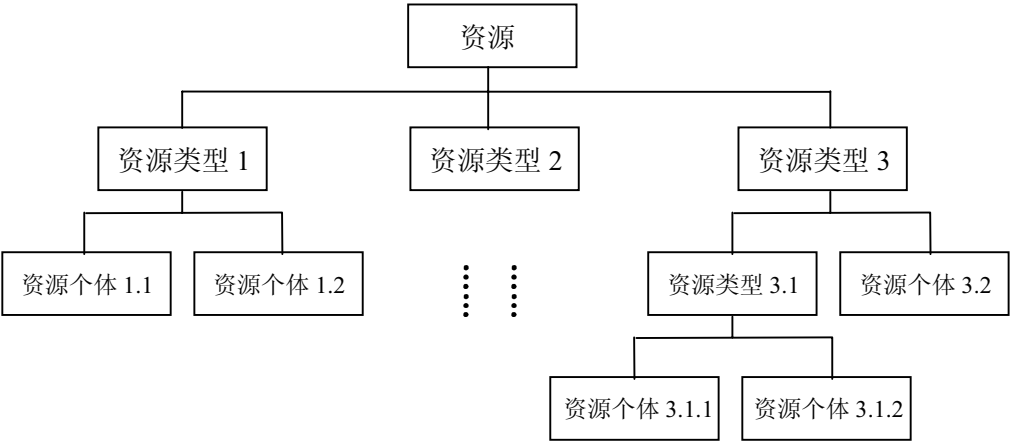 资源
资源类型 1
资源类型 2
资源类型 3
资源个体 1.1
资源个体 1.2
资源类型 3.1
资源个体 3.2
资源个体 3.1.1
资源个体 3.1.2